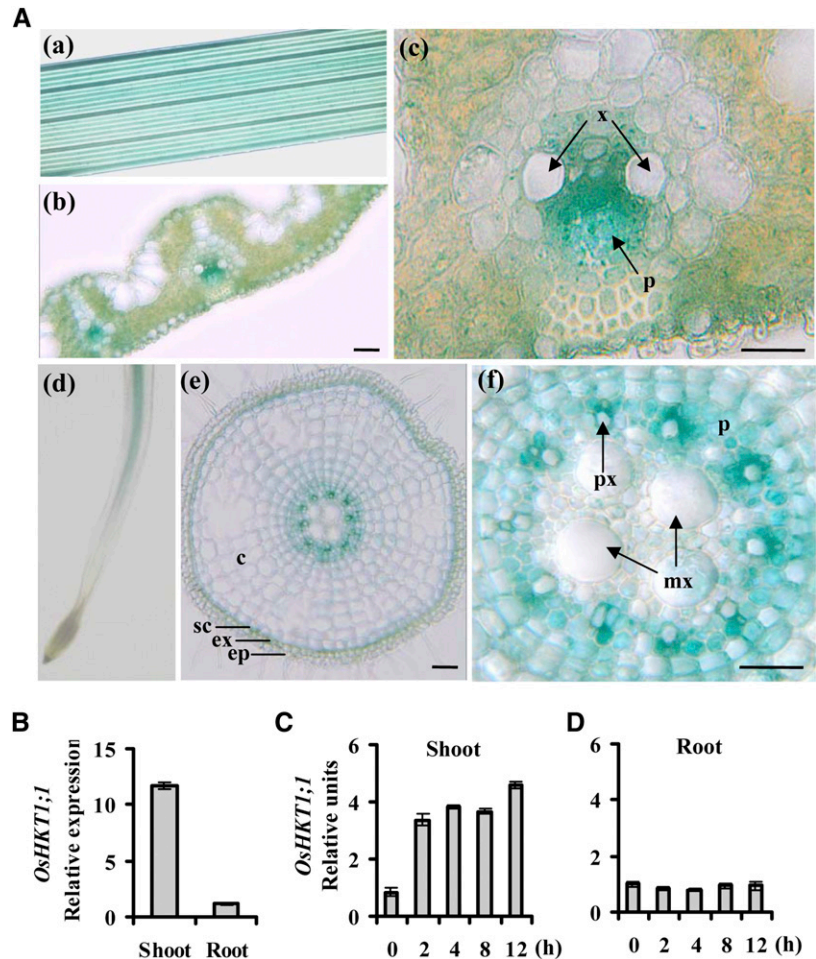 A
(a)
(b)
(c)
x
p
(d)
(e)
c
sc
ex
ep
(f)
p
px
mx
B
OsHKT1;1
Relative expression
15
10
5
0
Shoot Root
C
Shoot
OsHKT1;1
Relative units
6
4
2
0
0 2 4 8 12 (h)
D
Root
6
4
2
0
0 2 4 8 12 (h)